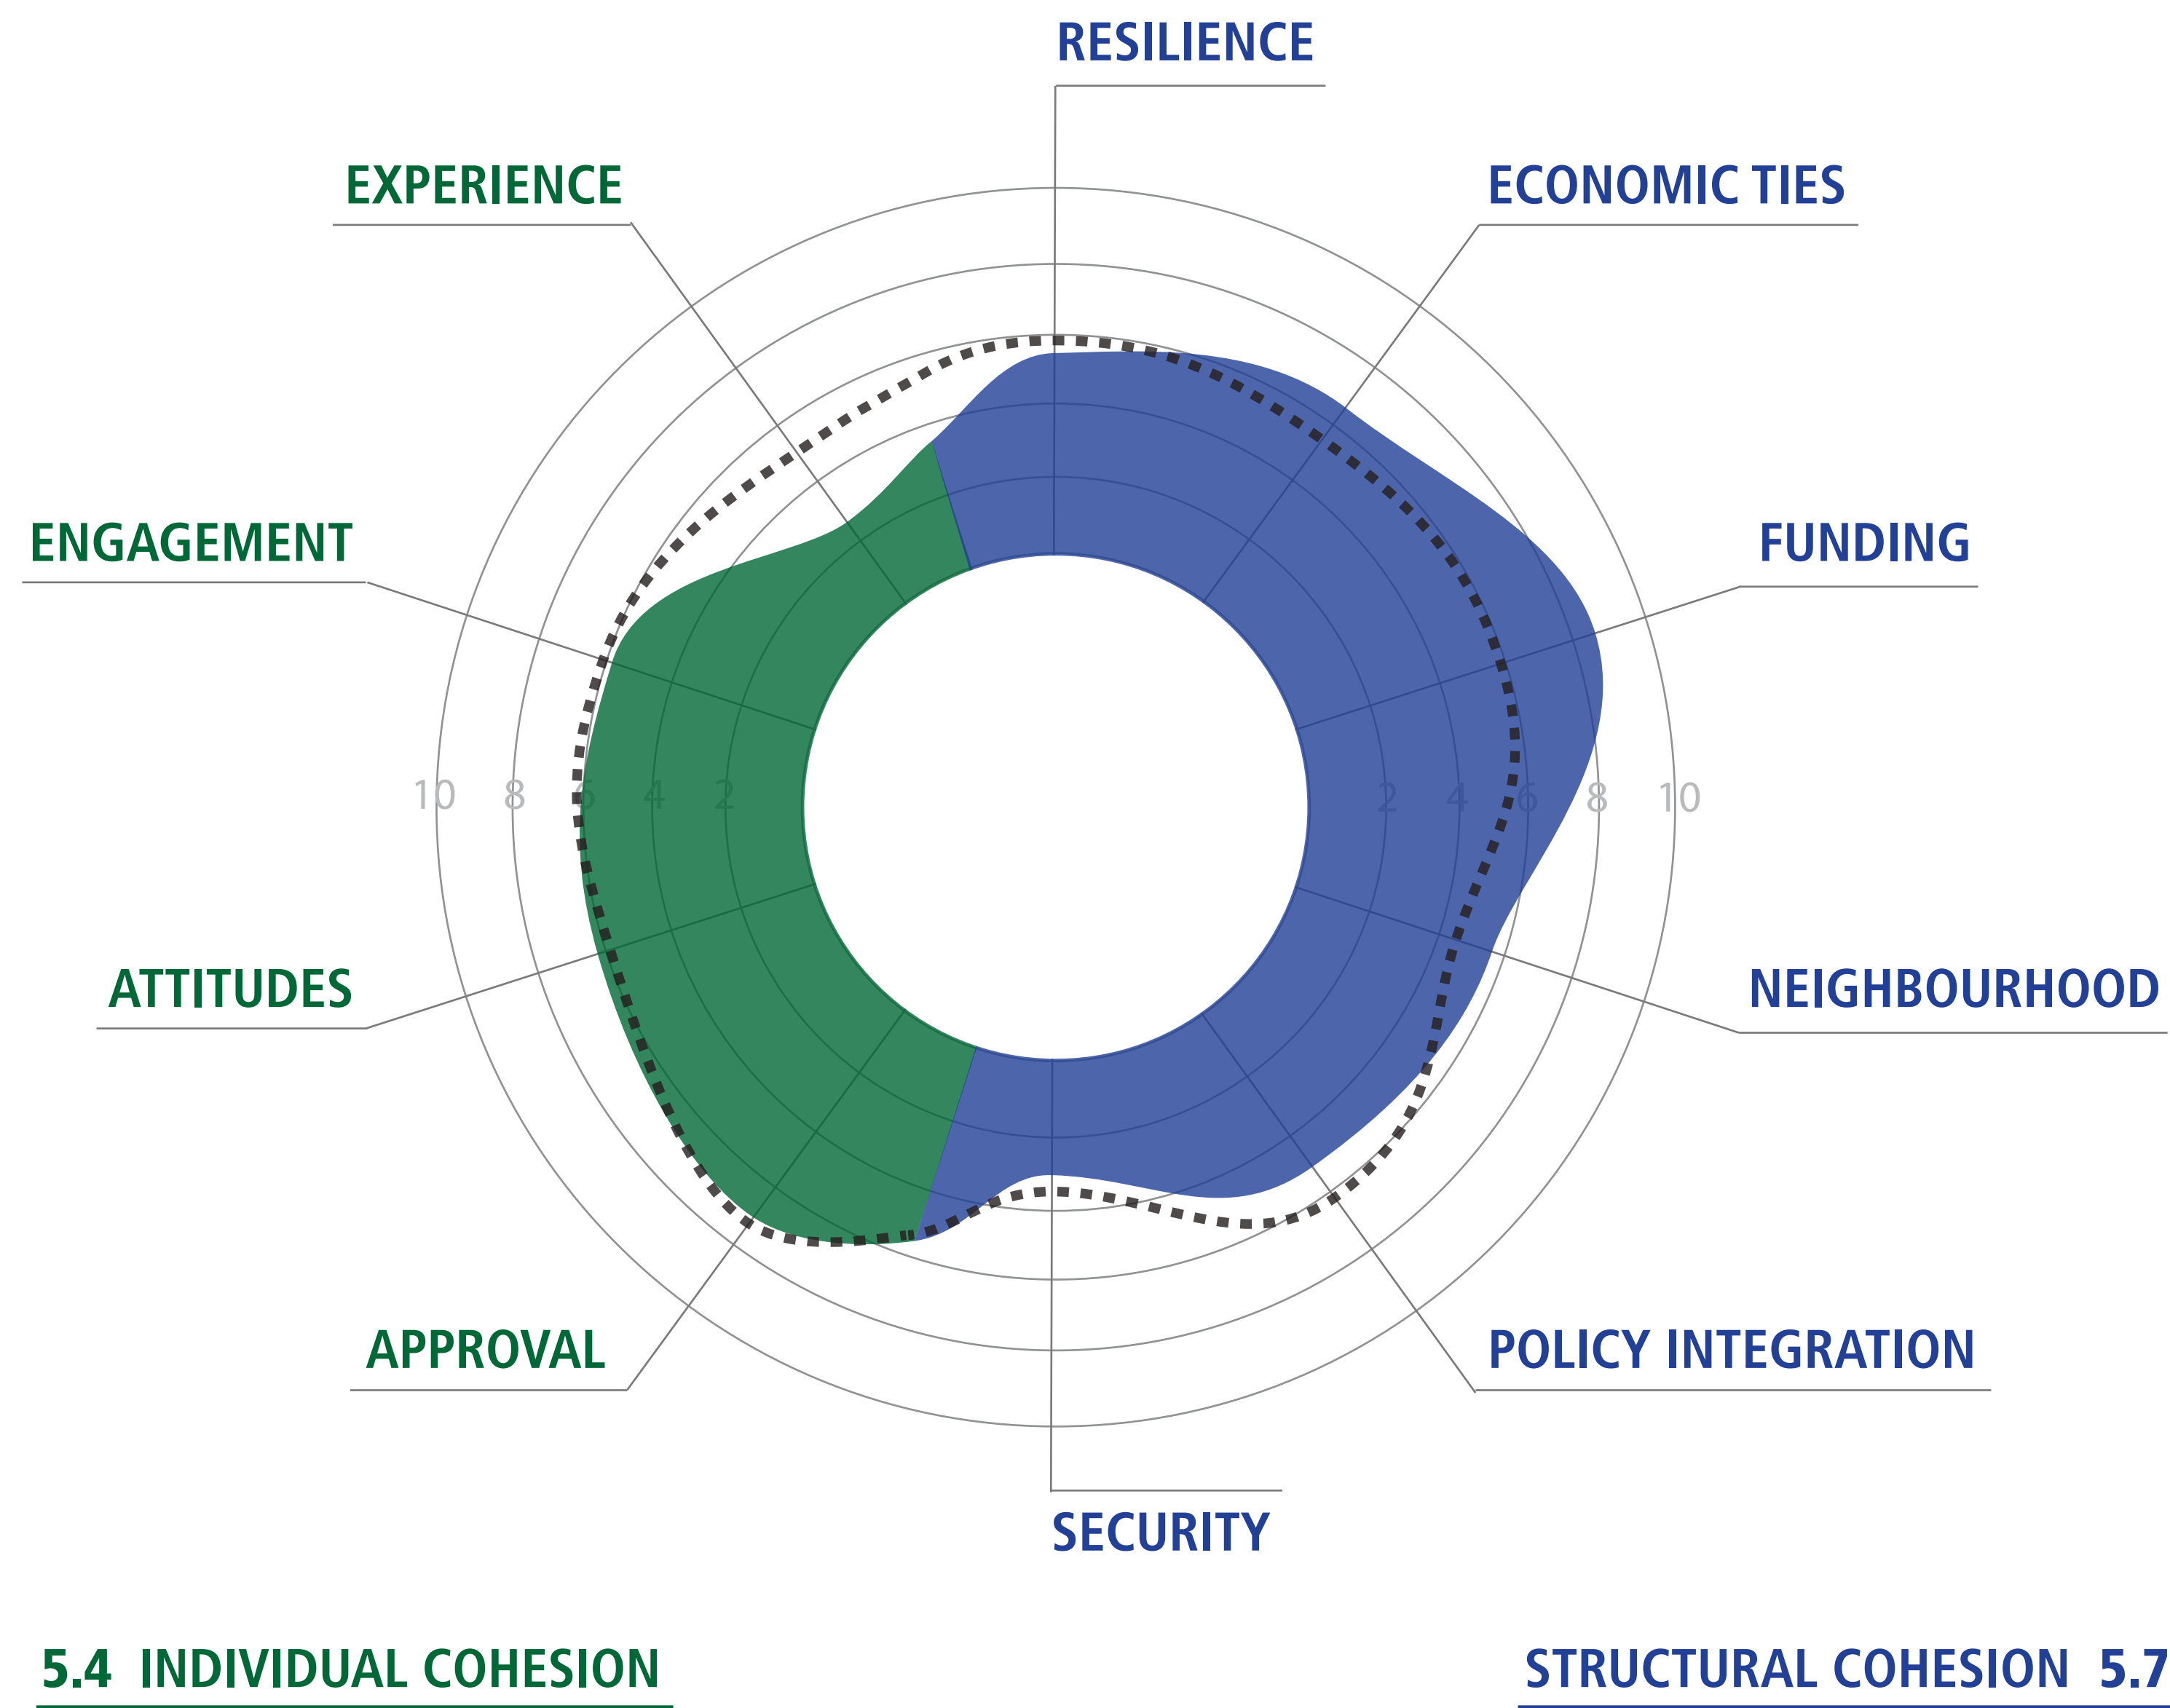 RESILIENCE
EXPERIENCE
ECONOMIC TIES
ENGAGEMENT
FUNDING
10 8 6 4 2 2 4 6 8 10
ATTITUDES
NEIGHBOURHOOD
APPROVAL
POLICY INTEGRATION
SECURITY
5.4 INDIVIDUAL COHESION
STRUCTURAL COHESION 5.7